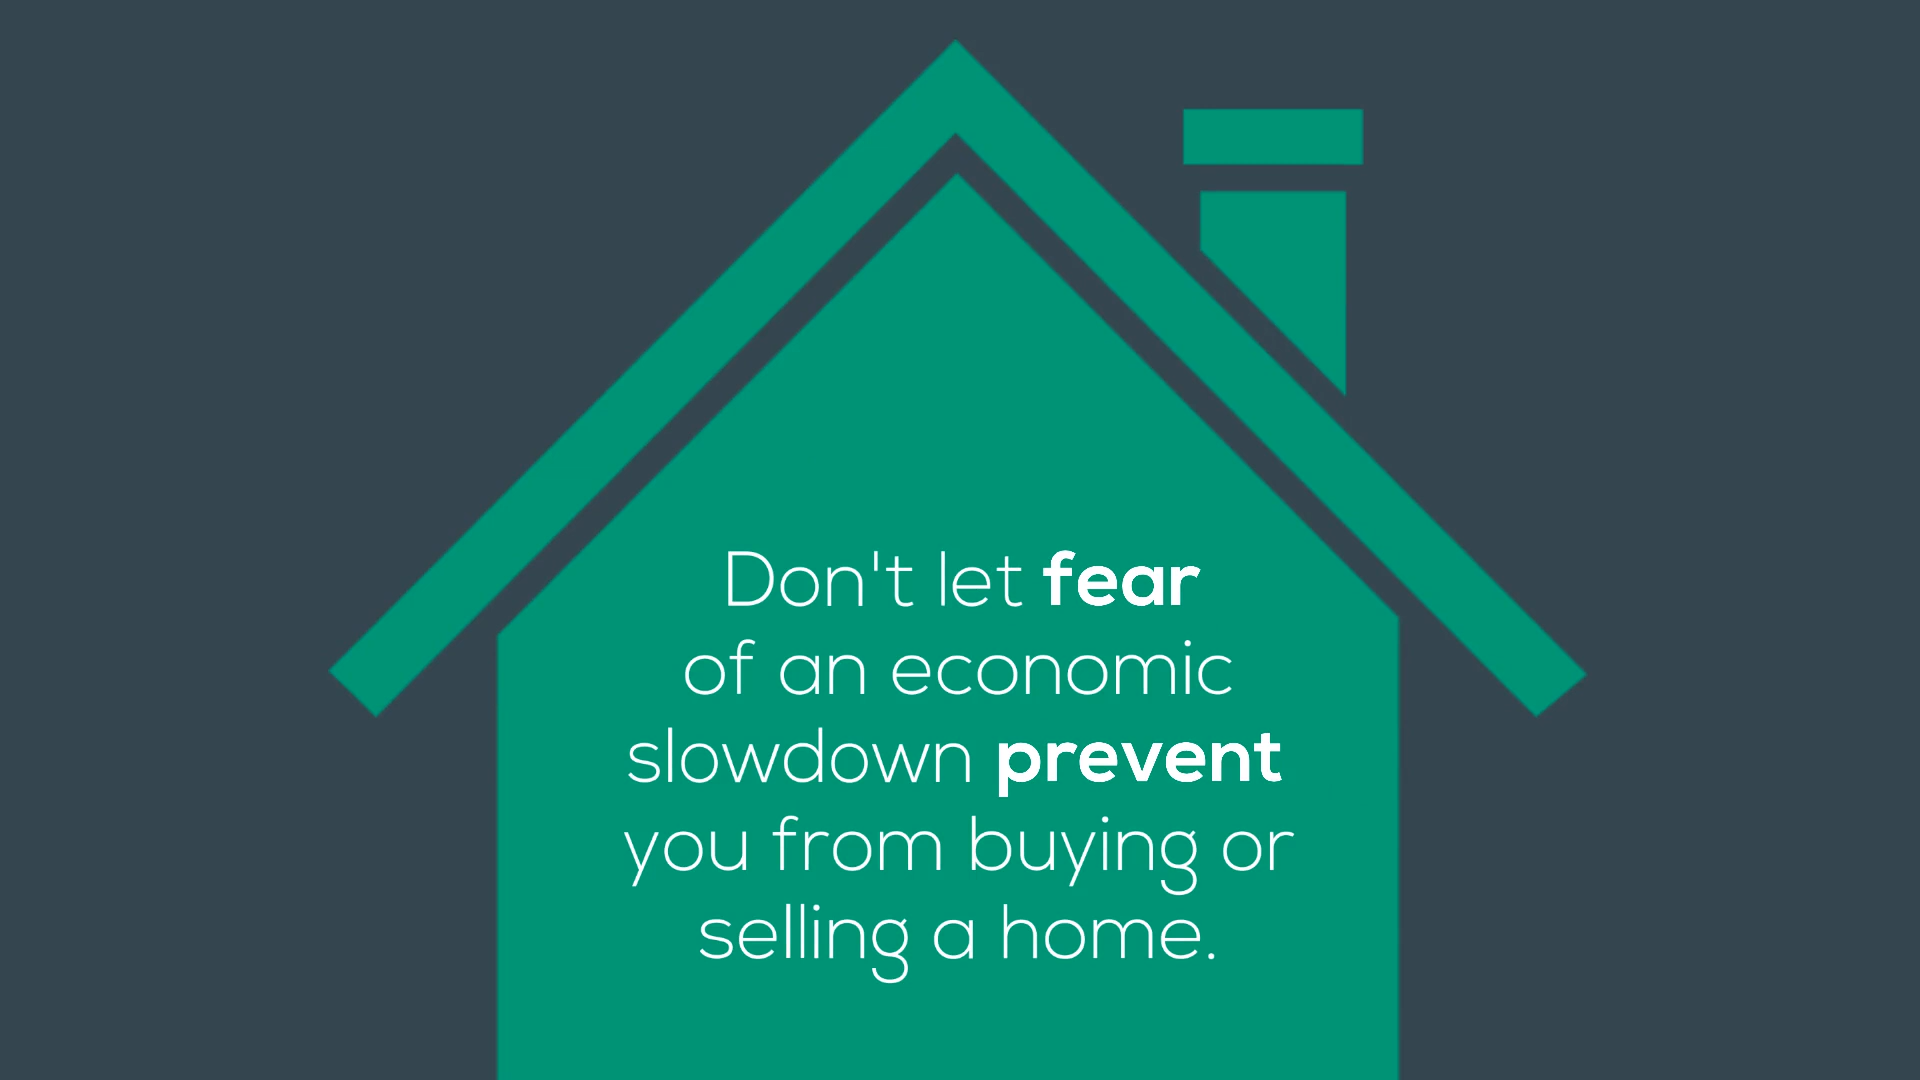 Don't let fear
of an economic
slowdown prevent
you from buying or
selling a home.